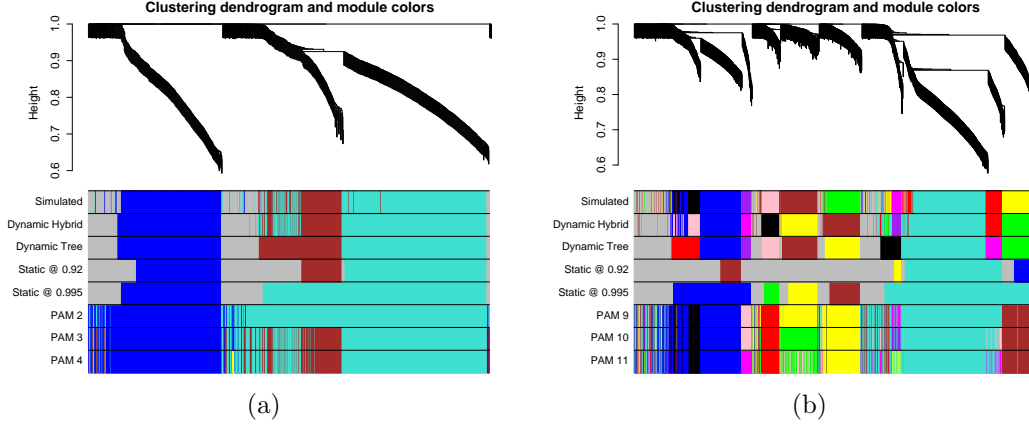 Clustering dendrogram and module colors
1.0
0.9
0.8
0.7
0.6
Height
Simulated
Dynamic Hybrid
Dynamic Tree
Static @ 0.92
Static @ 0.995
PAM 2
PAM 3
PAM 4
(a)
Clustering dendrogram and module colors
1.0
0.9
0.8
0.7
0.6
Height
Simulated
Dynamic Hybrid
Dynamic Tree
Static @ 0.92
Static @ 0.995
PAM 9
PAM 10
PAM 11
(b)